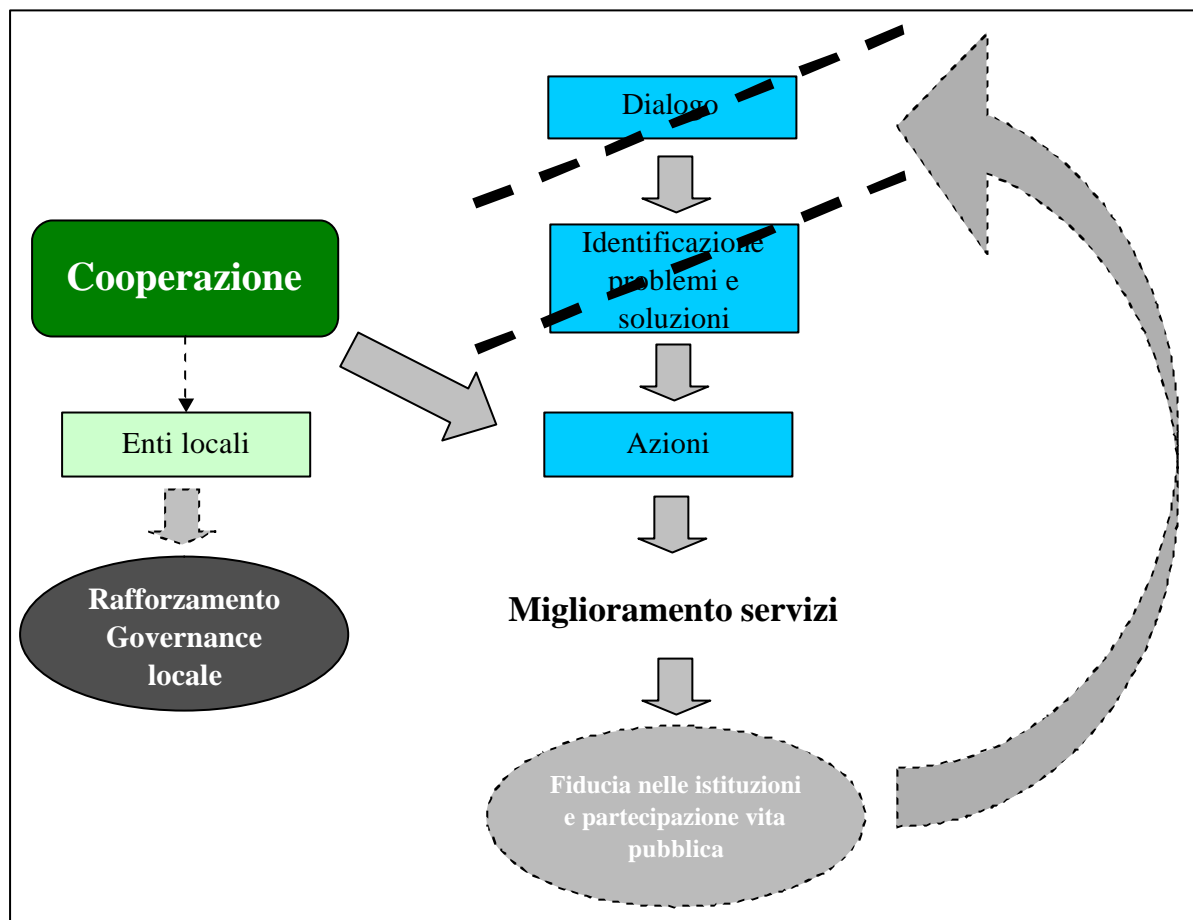 Dialogo
Identificazione
problemi e
soluzioni
Cooperazione
Enti locali
Azioni
Rafforzamento
Governance
locale
Miglioramento servizi
Fiducia nelle istituzioni
e partecipazione vita
pubblica